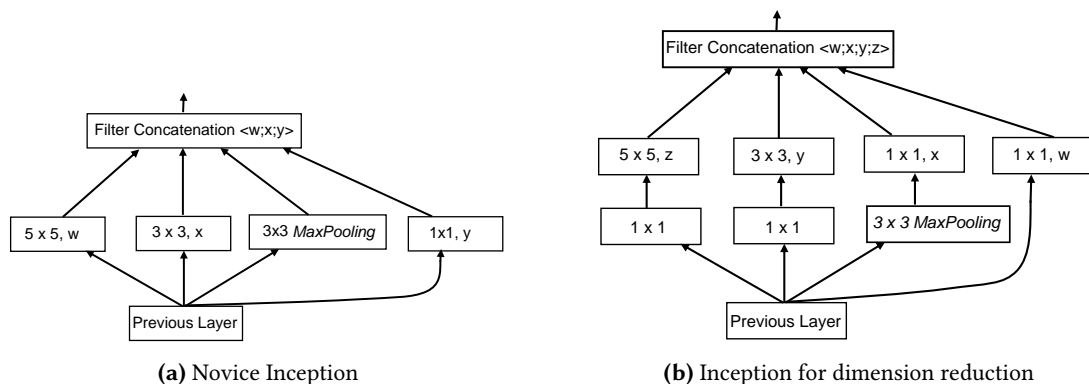 Filter Concatenation <w;x;y>
5 x 5, w
3 x 3, x
3x3 MaxPooling
1x1, y
Previous Layer
(a) Novice Inception
Filter Concatenation <w;x;y;z>
5 x 5, z
3 x 3, y
1 x 1, x
1 x 1, w
1 x 1
1 x 1
3 x 3 MaxPooling
Previous Layer
(b) Inception for dimension reduction